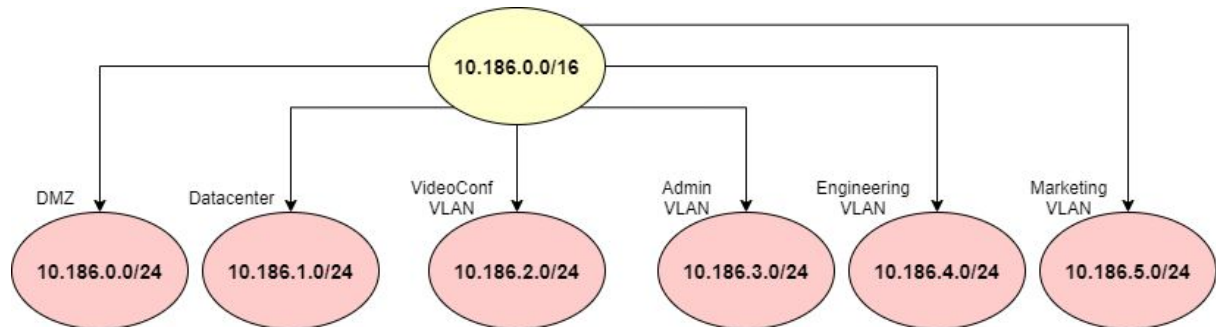 10.186.0.0/16
DMZ
Datacenter
VideoConf
VLAN
Admin
VLAN
Engineering
VLAN
Marketing
VLAN
10.186.0.0/24
10.186.1.0/24
10.186.2.0/24
10.186.3.0/24
10.186.4.0/24
10.186.5.0/24